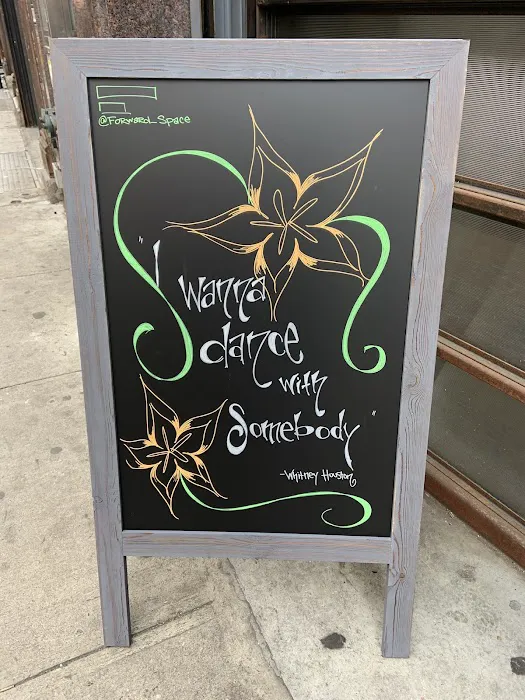 @Forward_Space
"I
wanna
dance
with
Somebody"
-Whitney Houston